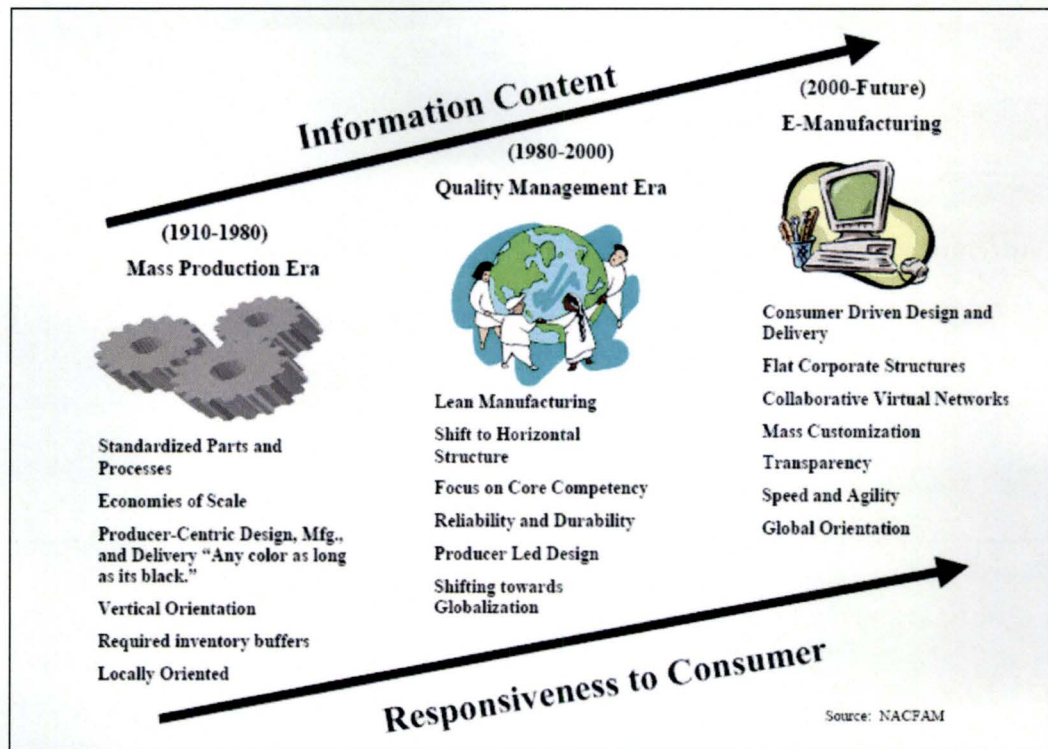 Information Content
(1910-1980)
Mass Production Era
Standardized Parts and
Processes
Economies of Scale
Producer-Centric Design, Mfg.,
and Delivery “Any color as long
as its black.”
Vertical Orientation
Required inventory buffers
Locally Oriented
(1980-2000)
Quality Management Era
Lean Manufacturing
Shift to Horizontal
Structure
Focus on Core Competency
Reliability and Durability
Producer Led Design
Shifting towards
Globalization
(2000-Future)
E-Manufacturing
Consumer Driven Design and
Delivery
Flat Corporate Structures
Collaborative Virtual Networks
Mass Customization
Transparency
Speed and Agility
Global Orientation
Responsiveness to Consumer
Source: NACFAM